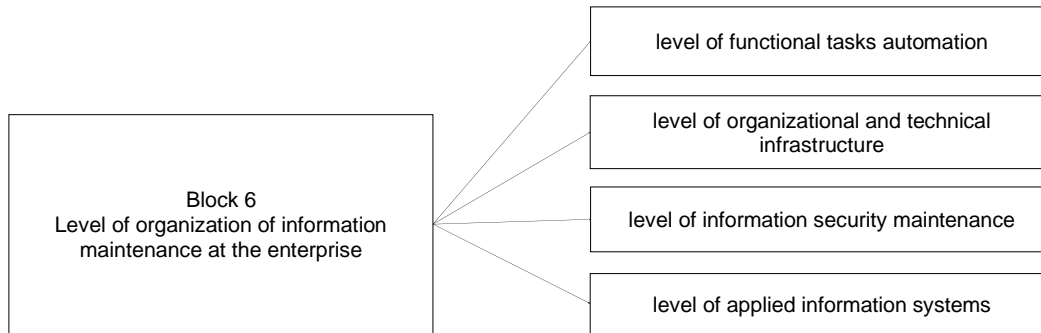 Block 6
Level of organization of information
maintenance at the enterprise
level of functional tasks automation
level of organizational and technical
infrastructure
level of information security maintenance
level of applied information systems